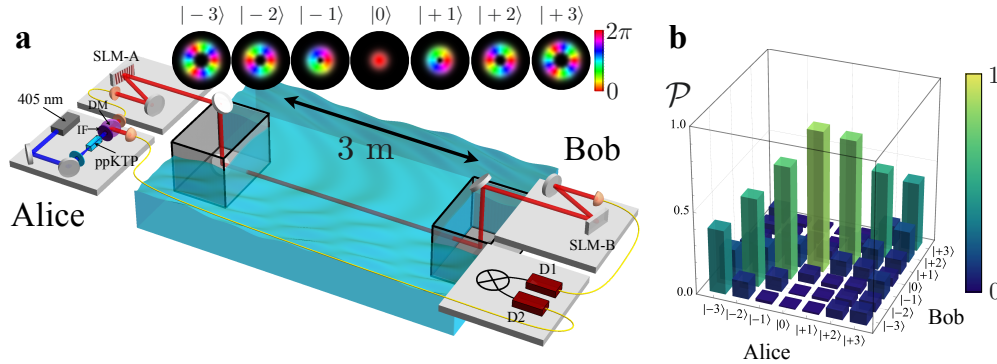 a
|−3⟩ |−2⟩ |−1⟩ |0⟩ |+1⟩ |+2⟩ |+3⟩
2π
0
SLM-A
405 nm
DM
IF
ppKTP
Alice
3 m
Bob
SLM-B
D1
D2
b
𝒫
1.0
0.5
0.0
|−3⟩ |−2⟩ |−1⟩ |0⟩ |+1⟩ |+2⟩ |+3⟩
Alice
|+3⟩
|+2⟩
|+1⟩
|0⟩
|−1⟩
|−2⟩
|−3⟩
Bob
1
0